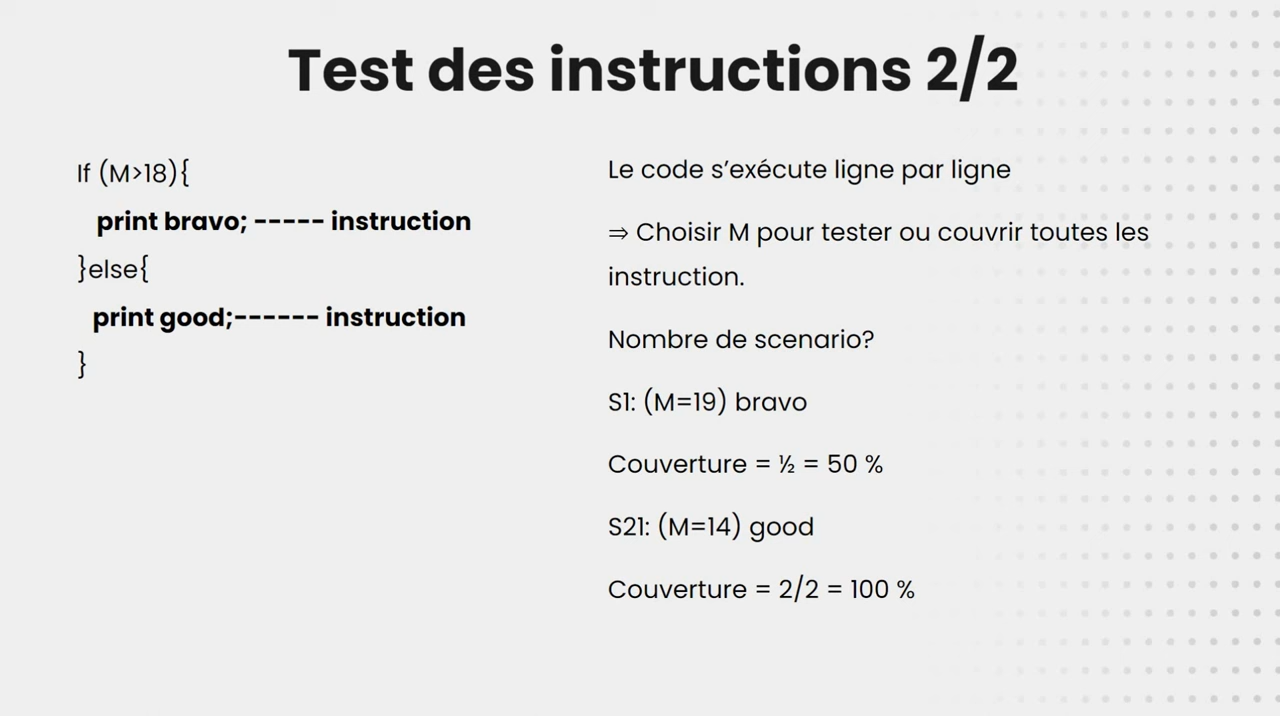 Test des instructions 2/2
If (M>18){
print bravo; ----- instruction
}else{
print good;------ instruction
}
Le code s’exécute ligne par ligne
⇒ Choisir M pour tester ou couvrir toutes les
instruction.
Nombre de scenario?
S1: (M=19) bravo
Couverture = ½ = 50 %
S21: (M=14) good
Couverture = 2/2 = 100 %